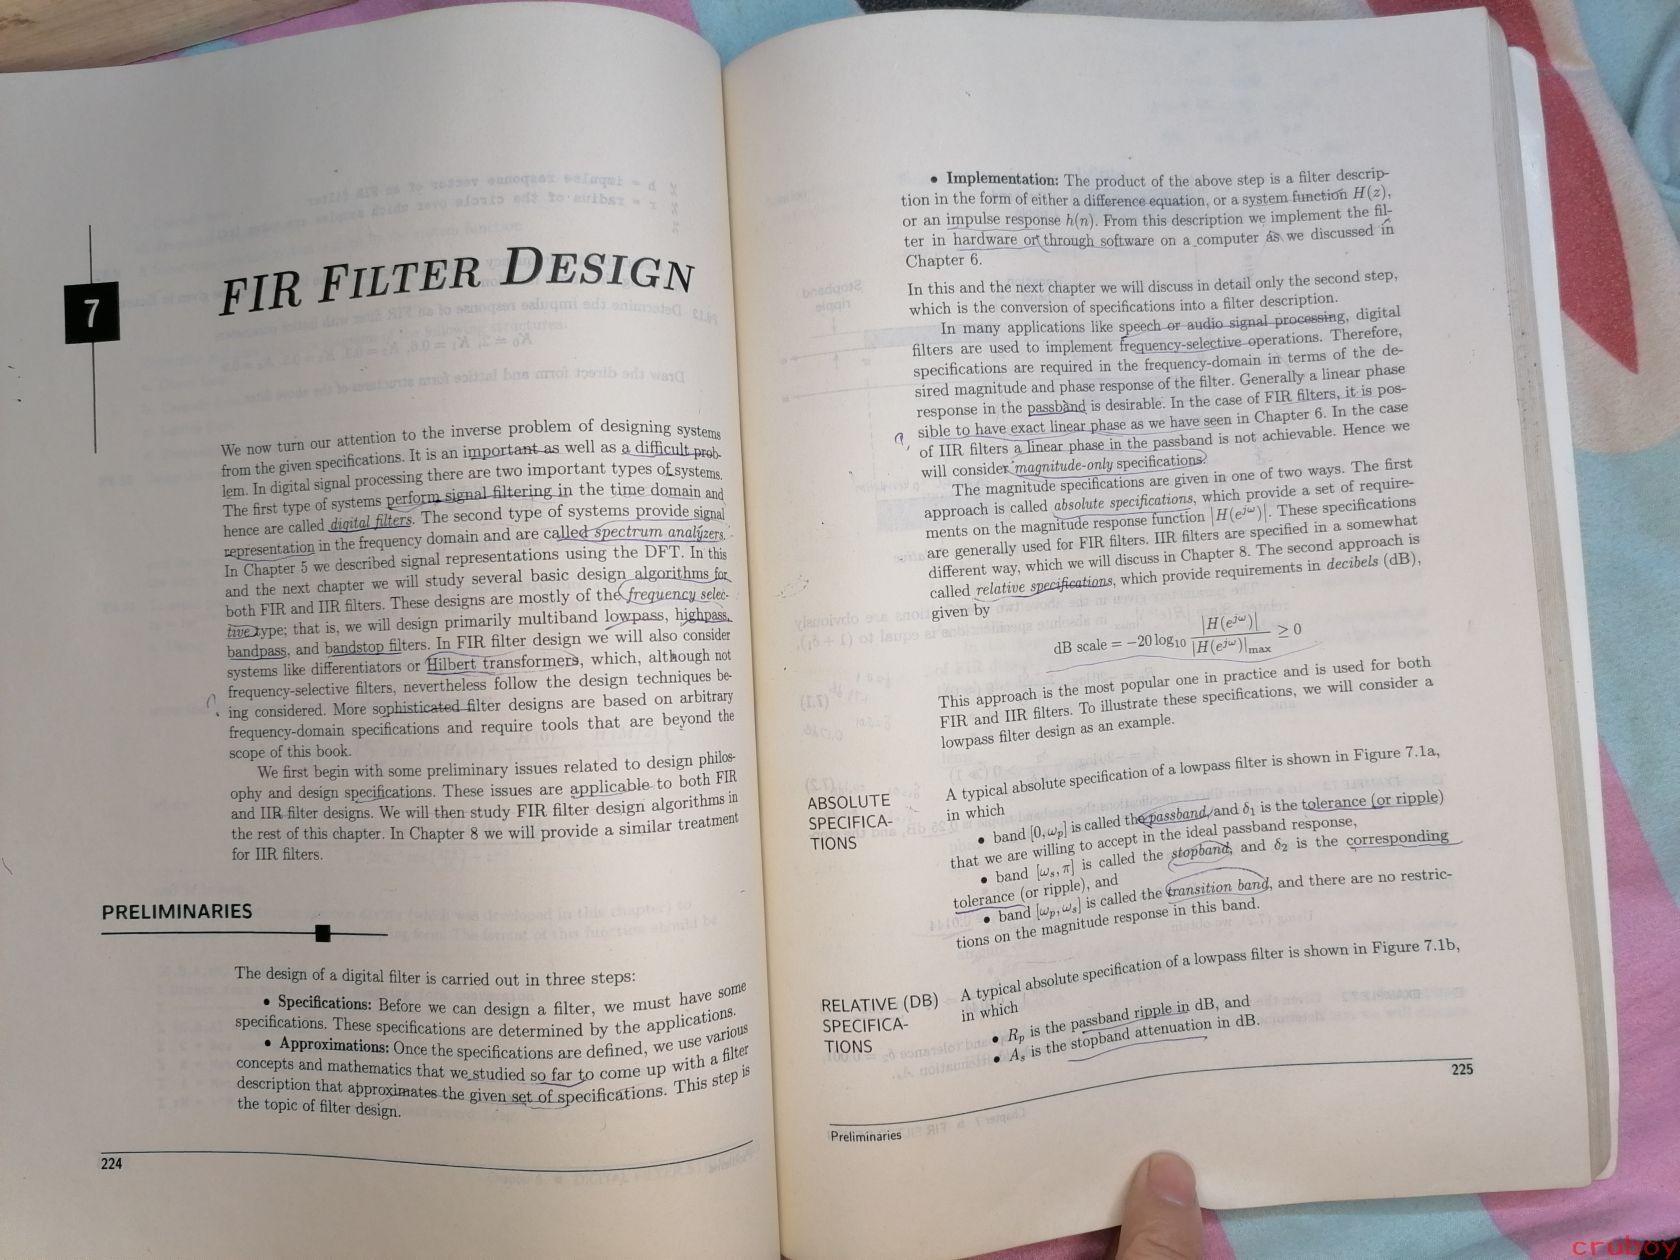 7
FIR FILTER DESIGN
We now turn our attention to the inverse problem of designing systems
from the given specifications. It is an important as well as a difficult prob-
lem. In digital signal processing there are two important types of systems.
The first type of systems perform signal filtering in the time domain and
hence are called digital filters. The second type of systems provide signal
representation in the frequency domain and are called spectrum analyzers.
In Chapter 5 we described signal representations using the DFT. In this
and the next chapter we will study several basic design algorithms for
both FIR and IIR filters. These designs are mostly of the frequency selec-
tive type; that is, we will design primarily multiband lowpass, highpass,
bandpass, and bandstop filters. In FIR filter design we will also consider
systems like differentiators or Hilbert transformers, which, although not
frequency-selective filters, nevertheless follow the design techniques be-
ing considered. More sophisticated filter designs are based on arbitrary
frequency-domain specifications and require tools that are beyond the
scope of this book.
We first begin with some preliminary issues related to design philos-
ophy and design specifications. These issues are applicable to both FIR
and IIR filter designs. We will then study FIR filter design algorithms in
the rest of this chapter. In Chapter 8 we will provide a similar treatment
for IIR filters.
PRELIMINARIES
The design of a digital filter is carried out in three steps:
• Specifications: Before we can design a filter, we must have some
specifications. These specifications are determined by the applications.
• Approximations: Once the specifications are defined, we use various
concepts and mathematics that we studied so far to come up with a filter
description that approximates the given set of specifications. This step is
the topic of filter design.
224
• Implementation: The product of the above step is a filter descrip-
tion in the form of either a difference equation, or a system function H(z),
or an impulse response h(n). From this description we implement the fil-
ter in hardware or through software on a computer as we discussed in
Chapter 6.
In this and the next chapter we will discuss in detail only the second step,
which is the conversion of specifications into a filter description.
In many applications like speech or audio signal processing, digital
filters are used to implement frequency-selective operations. Therefore,
specifications are required in the frequency-domain in terms of the de-
sired magnitude and phase response of the filter. Generally a linear phase
response in the passband is desirable. In the case of FIR filters, it is pos-
sible to have exact linear phase as we have seen in Chapter 6. In the case
of IIR filters a linear phase in the passband is not achievable. Hence we
will consider magnitude-only specifications.
The magnitude specifications are given in one of two ways. The first
approach is called absolute specifications, which provide a set of require-
ments on the magnitude response function |H(e^{jω})|. These specifications
are generally used for FIR filters. IIR filters are specified in a somewhat
different way, which we will discuss in Chapter 8. The second approach is
called relative specifications, which provide requirements in decibels (dB),
given by
dB scale = −20 log₁₀ |H(e^{jω})| / |H(e^{jω})|max ≥ 0
This approach is the most popular one in practice and is used for both
FIR and IIR filters. To illustrate these specifications, we will consider a
lowpass filter design as an example.
ABSOLUTE
SPECIFICA-
TIONS
A typical absolute specification of a lowpass filter is shown in Figure 7.1a,
in which
• band [0, ωp] is called the passband, and δ₁ is the tolerance (or ripple)
that we are willing to accept in the ideal passband response,
• band [ωs, π] is called the stopband, and δ₂ is the corresponding
tolerance (or ripple), and
• band [ωp, ωs] is called the transition band, and there are no restric-
tions on the magnitude response in this band.
RELATIVE (DB)
SPECIFICA-
TIONS
A typical absolute specification of a lowpass filter is shown in Figure 7.1b,
in which
• Rp is the passband ripple in dB, and
• As is the stopband attenuation in dB.
Preliminaries
225
cruboy